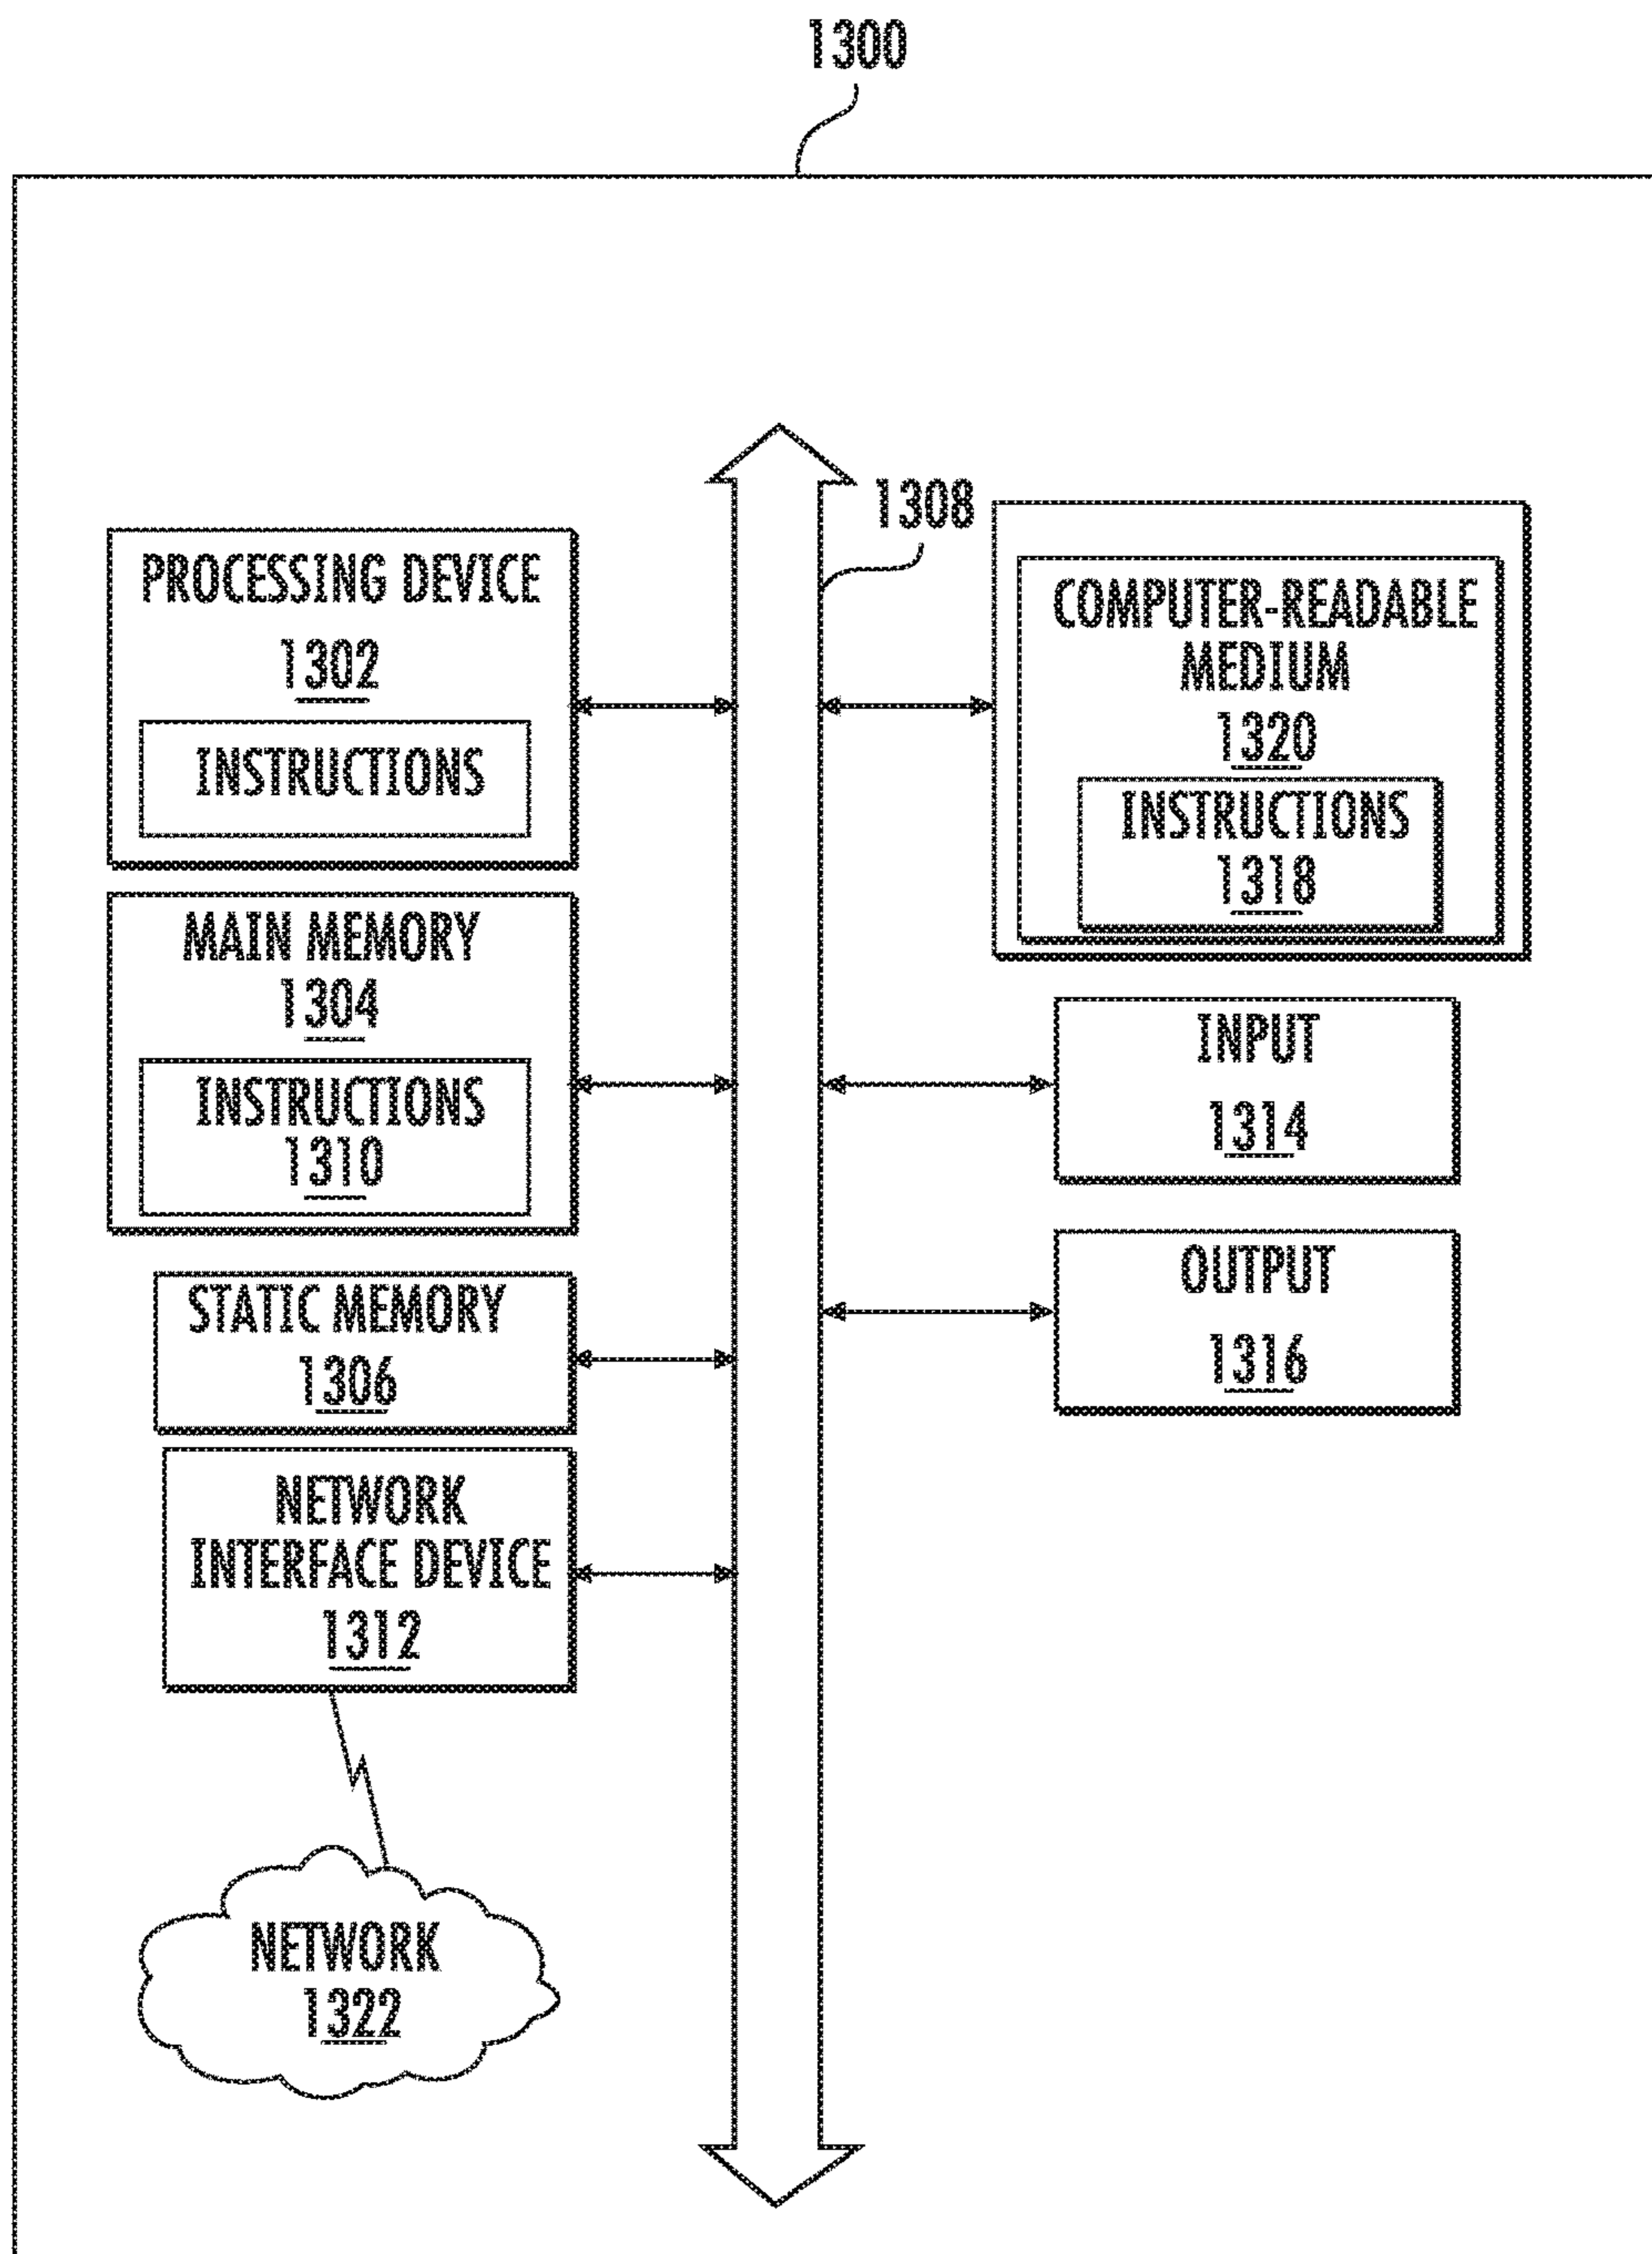 1300
1308
PROCESSING DEVICE
1302
INSTRUCTIONS
MAIN MEMORY
1304
INSTRUCTIONS
1310
STATIC MEMORY
1306
NETWORK
INTERFACE DEVICE
1312
NETWORK
1322
COMPUTER-READABLE
MEDIUM
1320
INSTRUCTIONS
1318
INPUT
1314
OUTPUT
1316